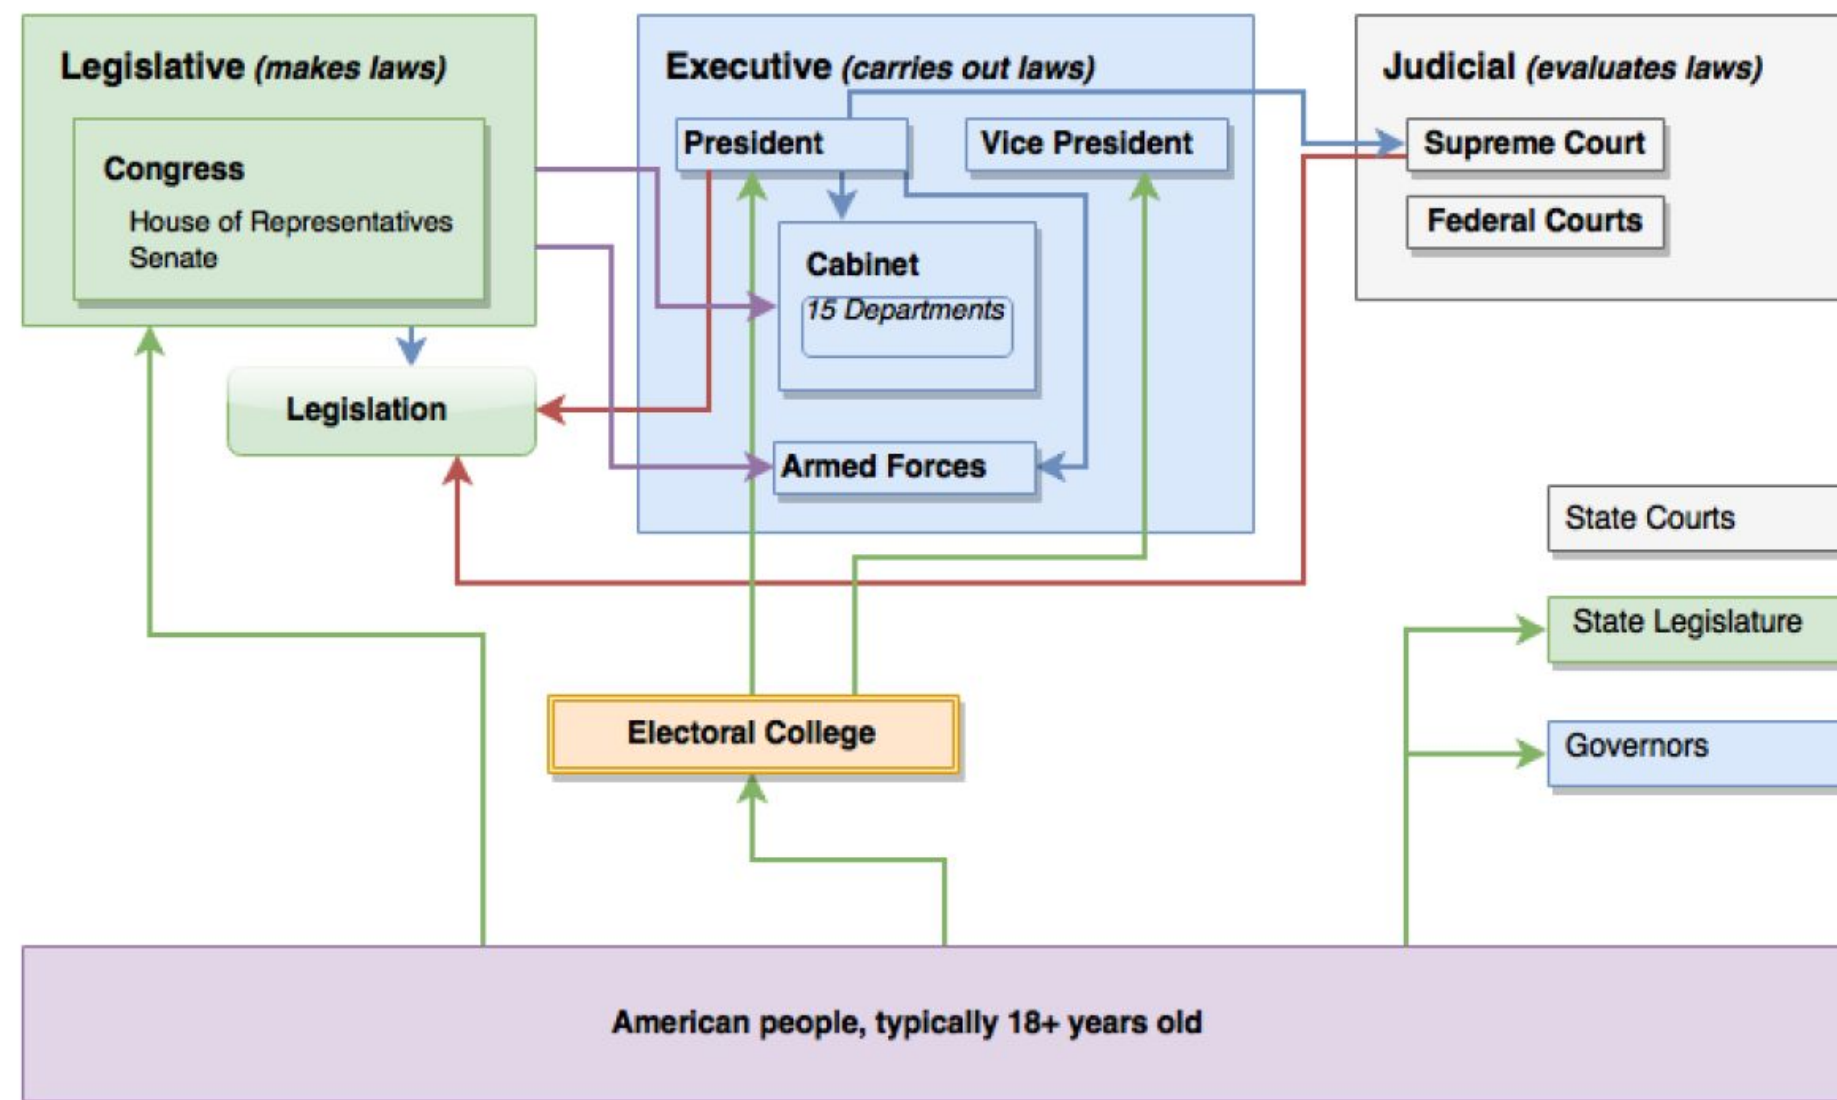 Legislative (makes laws)
Congress
House of Representatives
Senate
Legislation
Executive (carries out laws)
President
Vice President
Cabinet
15 Departments
Armed Forces
Judicial (evaluates laws)
Supreme Court
Federal Courts
State Courts
State Legislature
Governors
Electoral College
American people, typically 18+ years old